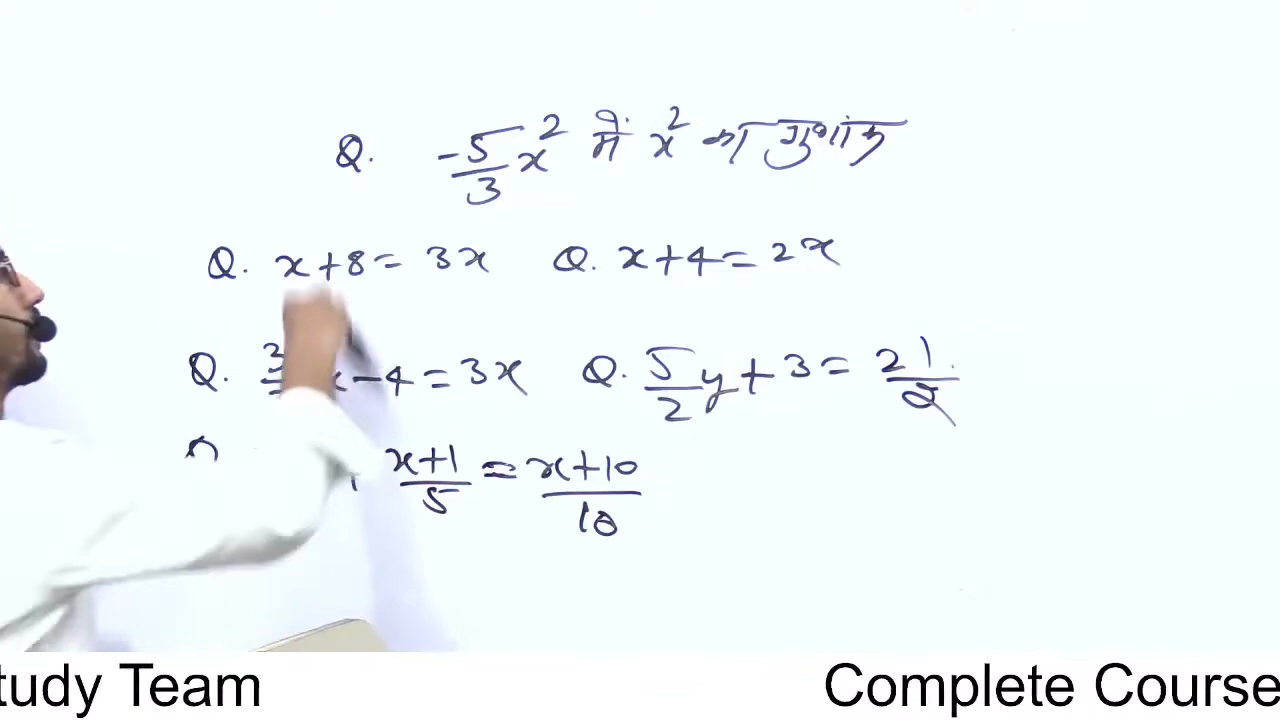 Q. -5/3 x² में x² का गुणांक
Q. x+8= 3x Q. x+4=2x
Q. x-4=3x Q. 5/2 y+3= 21/2
x+1/5 = x+10/10
tudy Team Complete Course